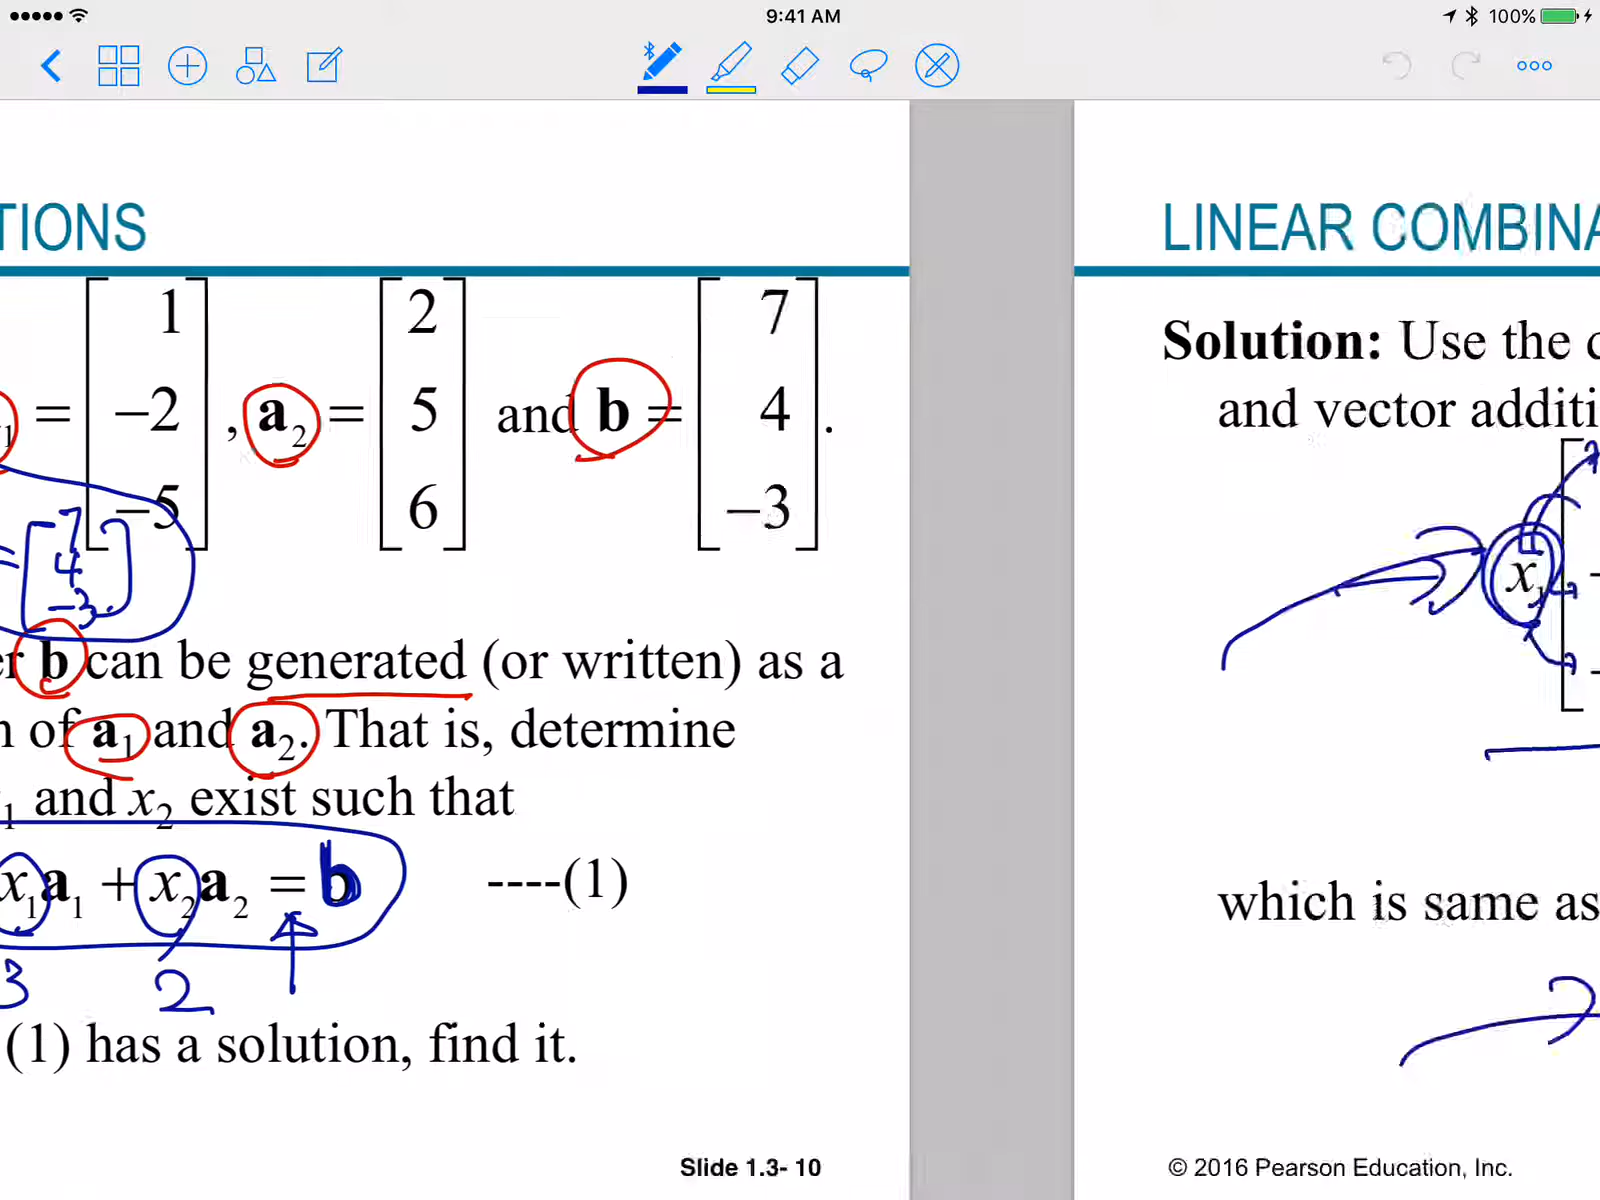 9:41 AM
100%
TIONS
1 = [1 −2 −5], a2 = [2 5 6] and b = [7 4 −3].
= [7 4 −3]
b can be generated (or written) as a
of a1 and a2. That is, determine
1 and x2 exist such that
x1a1 + x2a2 = b ----(1)
3 2
(1) has a solution, find it.
Slide 1.3- 10
LINEAR COMBINA
Solution: Use the
and vector additi
x1
which is same as
© 2016 Pearson Education, Inc.